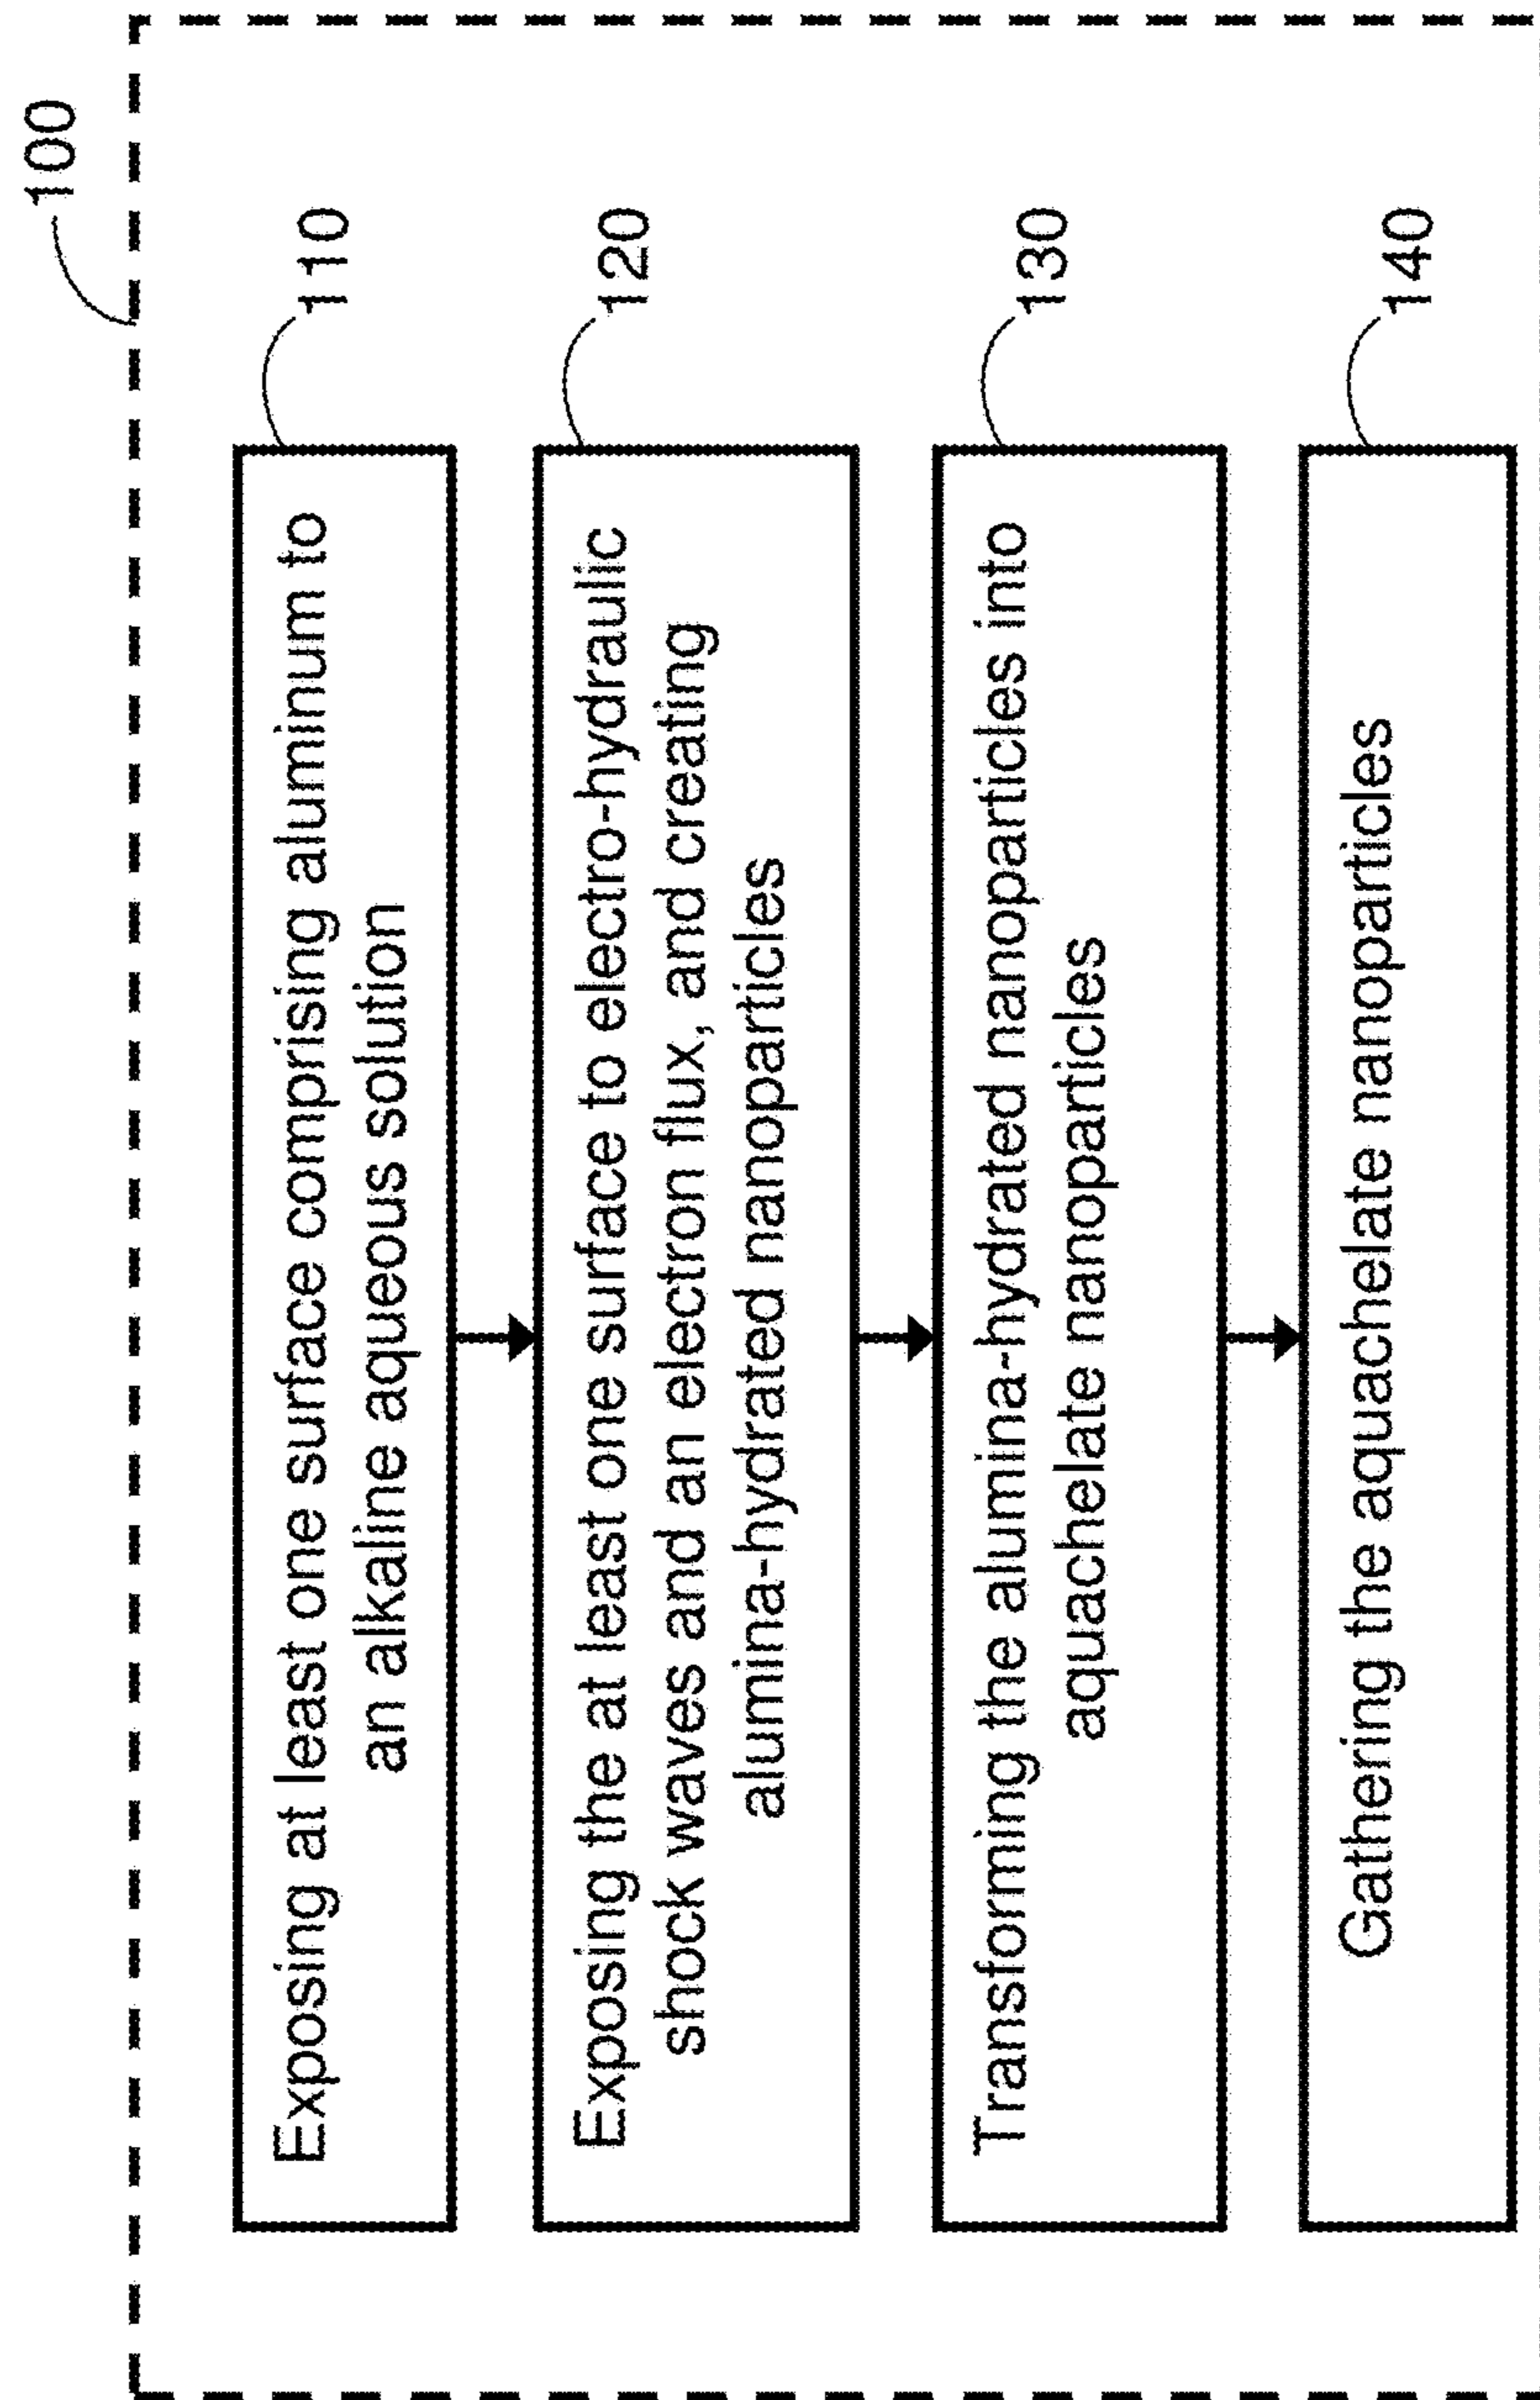 100
110
Exposing at least one surface comprising aluminum to
an alkaline aqueous solution
120
Exposing the at least one surface to electro-hydraulic
shock waves and an electron flux, and creating
alumina-hydrated nanoparticles
130
Transforming the alumina-hydrated nanoparticles into
aquachelate nanoparticles
140
Gathering the aquachelate nanoparticles